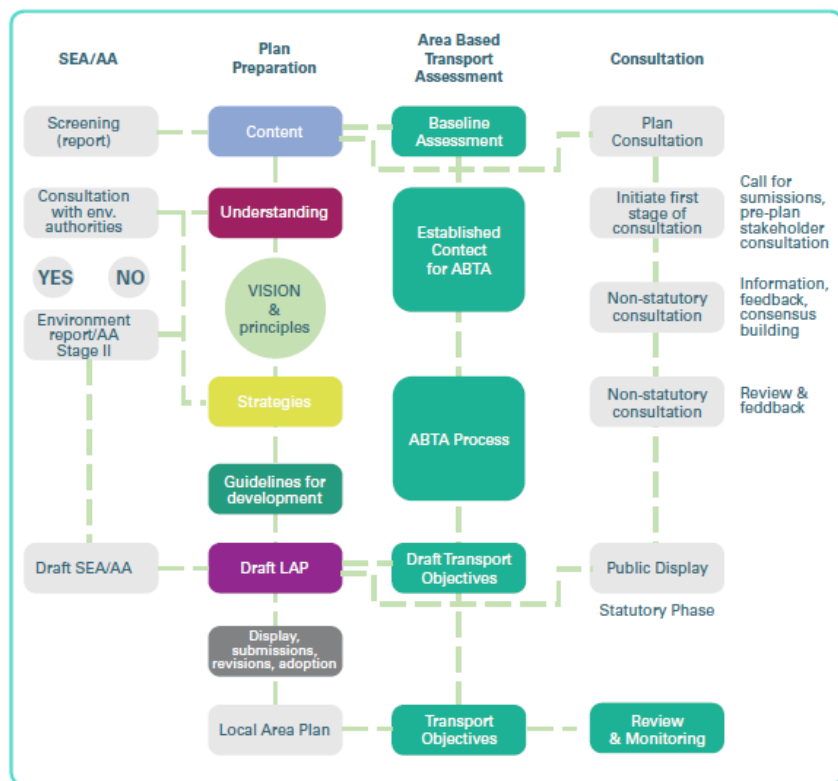 SEA/AA
Plan
Preparation
Area Based
Transport
Assessment
Consultation
Screening
(report)
Content
Baseline
Assessment
Plan
Consultation
Consultation
with env.
authorities
Understanding
Established
Contect
for ABTA
Initiate first
stage of
consultation
Call for
sumissions,
pre-plan
stakeholder
consultation
YES
NO
VISION
&
principles
Non-statutory
consultation
Information,
feedback,
consensus
building
Environment
report/AA
Stage II
Strategies
ABTA Process
Non-statutory
consultation
Review &
feddback
Guidelines for
development
Draft SEA/AA
Draft LAP
Draft Transport
Objectives
Public Display
Statutory Phase
Display,
submissions,
revisions, adoption
Local Area Plan
Transport
Objectives
Review
& Monitoring